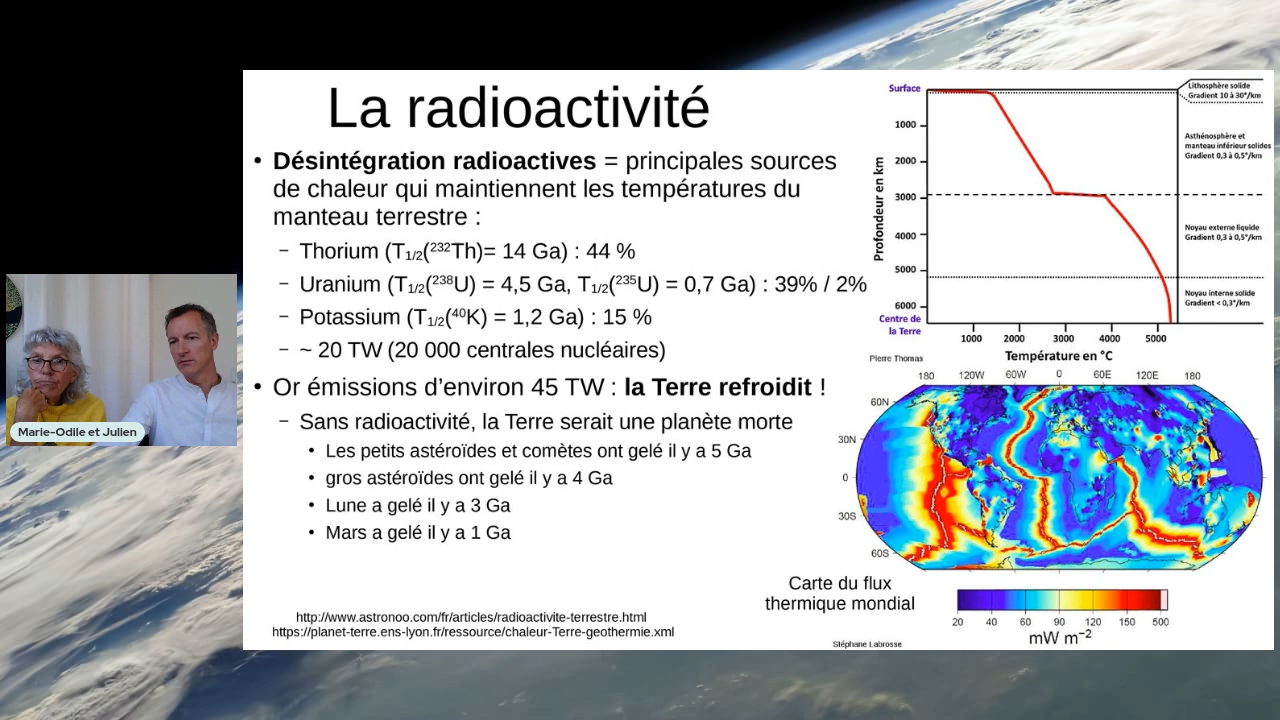 La radioactivité
• Désintégration radioactives = principales sources
de chaleur qui maintiennent les températures du
manteau terrestre :
– Thorium (T1/2(232Th)= 14 Ga) : 44 %
– Uranium (T1/2(238U) = 4,5 Ga, T1/2(235U) = 0,7 Ga) : 39% / 2%
– Potassium (T1/2(40K) = 1,2 Ga) : 15 %
– ~ 20 TW (20 000 centrales nucléaires)
• Or émissions d’environ 45 TW : la Terre refroidit !
– Sans radioactivité, la Terre serait une planète morte
• Les petits astéroïdes et comètes ont gelé il y a 5 Ga
• gros astéroïdes ont gelé il y a 4 Ga
• Lune a gelé il y a 3 Ga
• Mars a gelé il y a 1 Ga
http://www.astronoo.com/fr/articles/radioactivite-terrestre.html
https://planet-terre.ens-lyon.fr/ressource/chaleur-Terre-geothermie.xml
Marie-Odile et Julien
Surface
1000
2000
3000
4000
5000
6000
Centre de
la Terre
Profondeur en km
Lithosphère solide
Gradient 10 à 30°/km
Asthénosphère et
manteau inférieur solides
Gradient 0,3 à 0,5°/km
Noyau externe liquide
Gradient 0,3 à 0,5°/km
Noyau interne solide
Gradient < 0,3°/km
1000 2000 3000 4000 5000
Température en °C
Pierre Thomas
180 120W 60W 0 60E 120E 180
60N
30N
0
30S
60S
Carte du flux
thermique mondial
20 40 60 90 120 150 500
mW m−2
Stéphane Labrosse